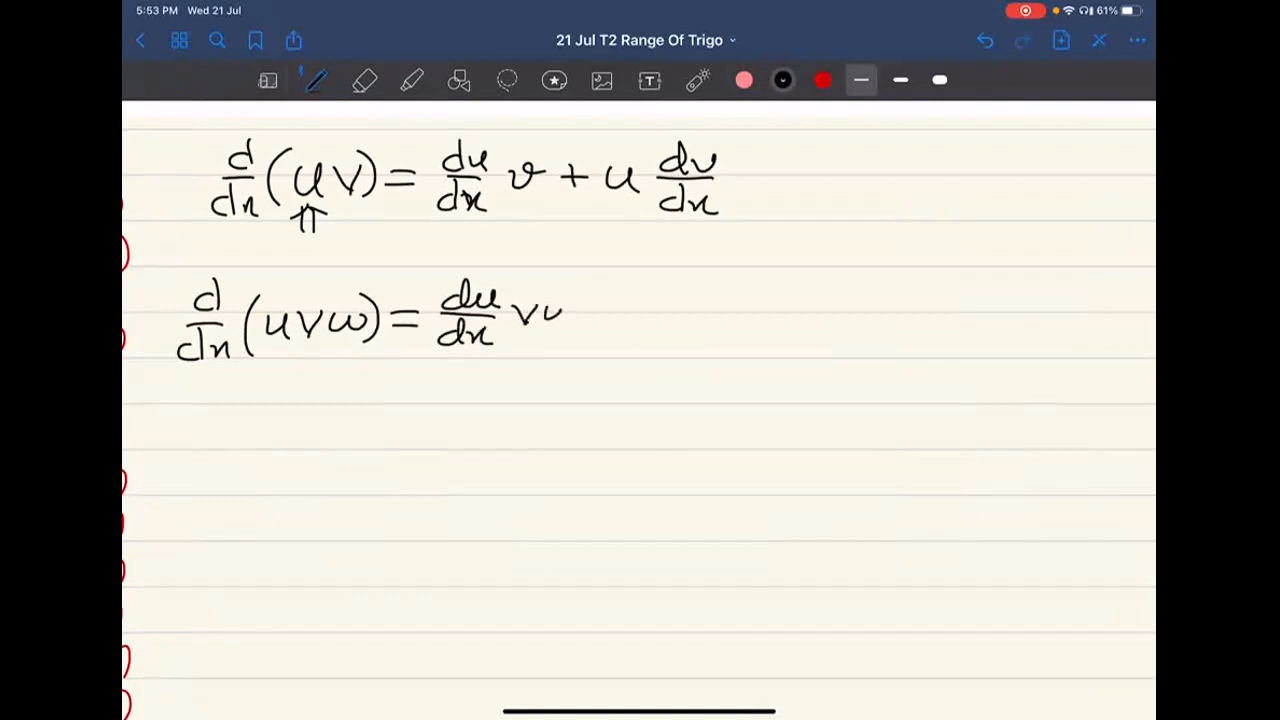 5:53 PM Wed 21 Jul 61%
21 Jul T2 Range Of Trigo
T
d/dx (uv) = du/dx v + u dv/dx
π
d/dx (uvw) = du/dx vu